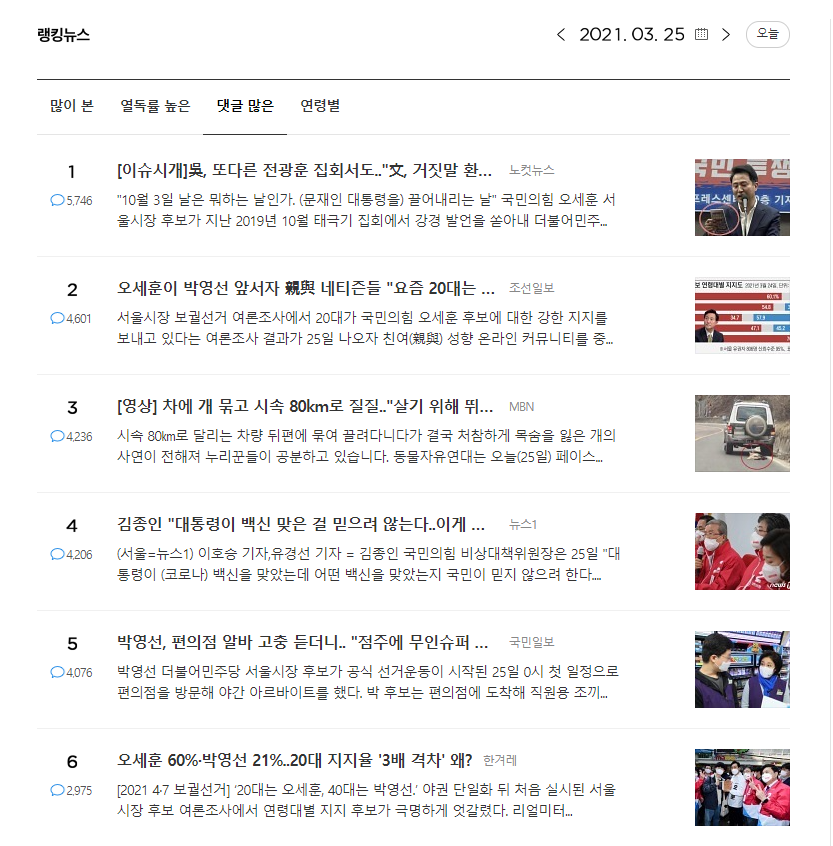 랭킹뉴스
2021. 03. 25
오늘
많이 본 열독률 높은 댓글 많은 연령별
1
[이슈시개]吳, 또다른 전광훈 집회서도.."文, 거짓말 환... 노컷뉴스
5,746
"10월 3일 날은 뭐하는 날인가. (문재인 대통령을) 끌어내리는 날" 국민의힘 오세훈 서
울시장 후보가 지난 2019년 10월 태극기 집회에서 강경 발언을 쏟아내 더불어민주...
2
오세훈이 박영선 앞서자 親與 네티즌들 "요즘 20대는 ... 조선일보
4,601
서울시장 보궐선거 여론조사에서 20대가 국민의힘 오세훈 후보에 대한 강한 지지를
보내고 있다는 여론조사 결과가 25일 나오자 친여(親與) 성향 온라인 커뮤니티를 중...
3
[영상] 차에 개 묶고 시속 80km로 질질.."살기 위해 뛰... MBN
4,236
시속 80㎞로 달리는 차량 뒤편에 묶여 끌려다니다가 결국 처참하게 목숨을 잃은 개의
사연이 전해져 누리꾼들이 공분하고 있습니다. 동물자유연대는 오늘(25일) 페이스...
4
김종인 "대통령이 백신 맞은 걸 믿으려 않는다..이게 ... 뉴스1
4,206
(서울=뉴스1) 이호승 기자,유경선 기자 = 김종인 국민의힘 비상대책위원장은 25일 "대
통령이 (코로나) 백신을 맞았는데 어떤 백신을 맞았는지 국민이 믿지 않으려 한다....
5
박영선, 편의점 알바 고충 듣더니.. "점주에 무인슈퍼 ... 국민일보
4,076
박영선 더불어민주당 서울시장 후보가 공식 선거운동이 시작된 25일 0시 첫 일정으로
편의점을 방문해 야간 아르바이트를 했다. 박 후보는 편의점에 도착해 직원용 조끼...
6
오세훈 60%·박영선 21%..20대 지지율 '3배 격차' 왜? 한겨레
2,975
[2021 4·7 보궐선거] ‘20대는 오세훈, 40대는 박영선.’ 야권 단일화 뒤 처음 실시된 서울
시장 후보 여론조사에서 연령대별 지지 후보가 극명하게 엇갈렸다. 리얼미터...